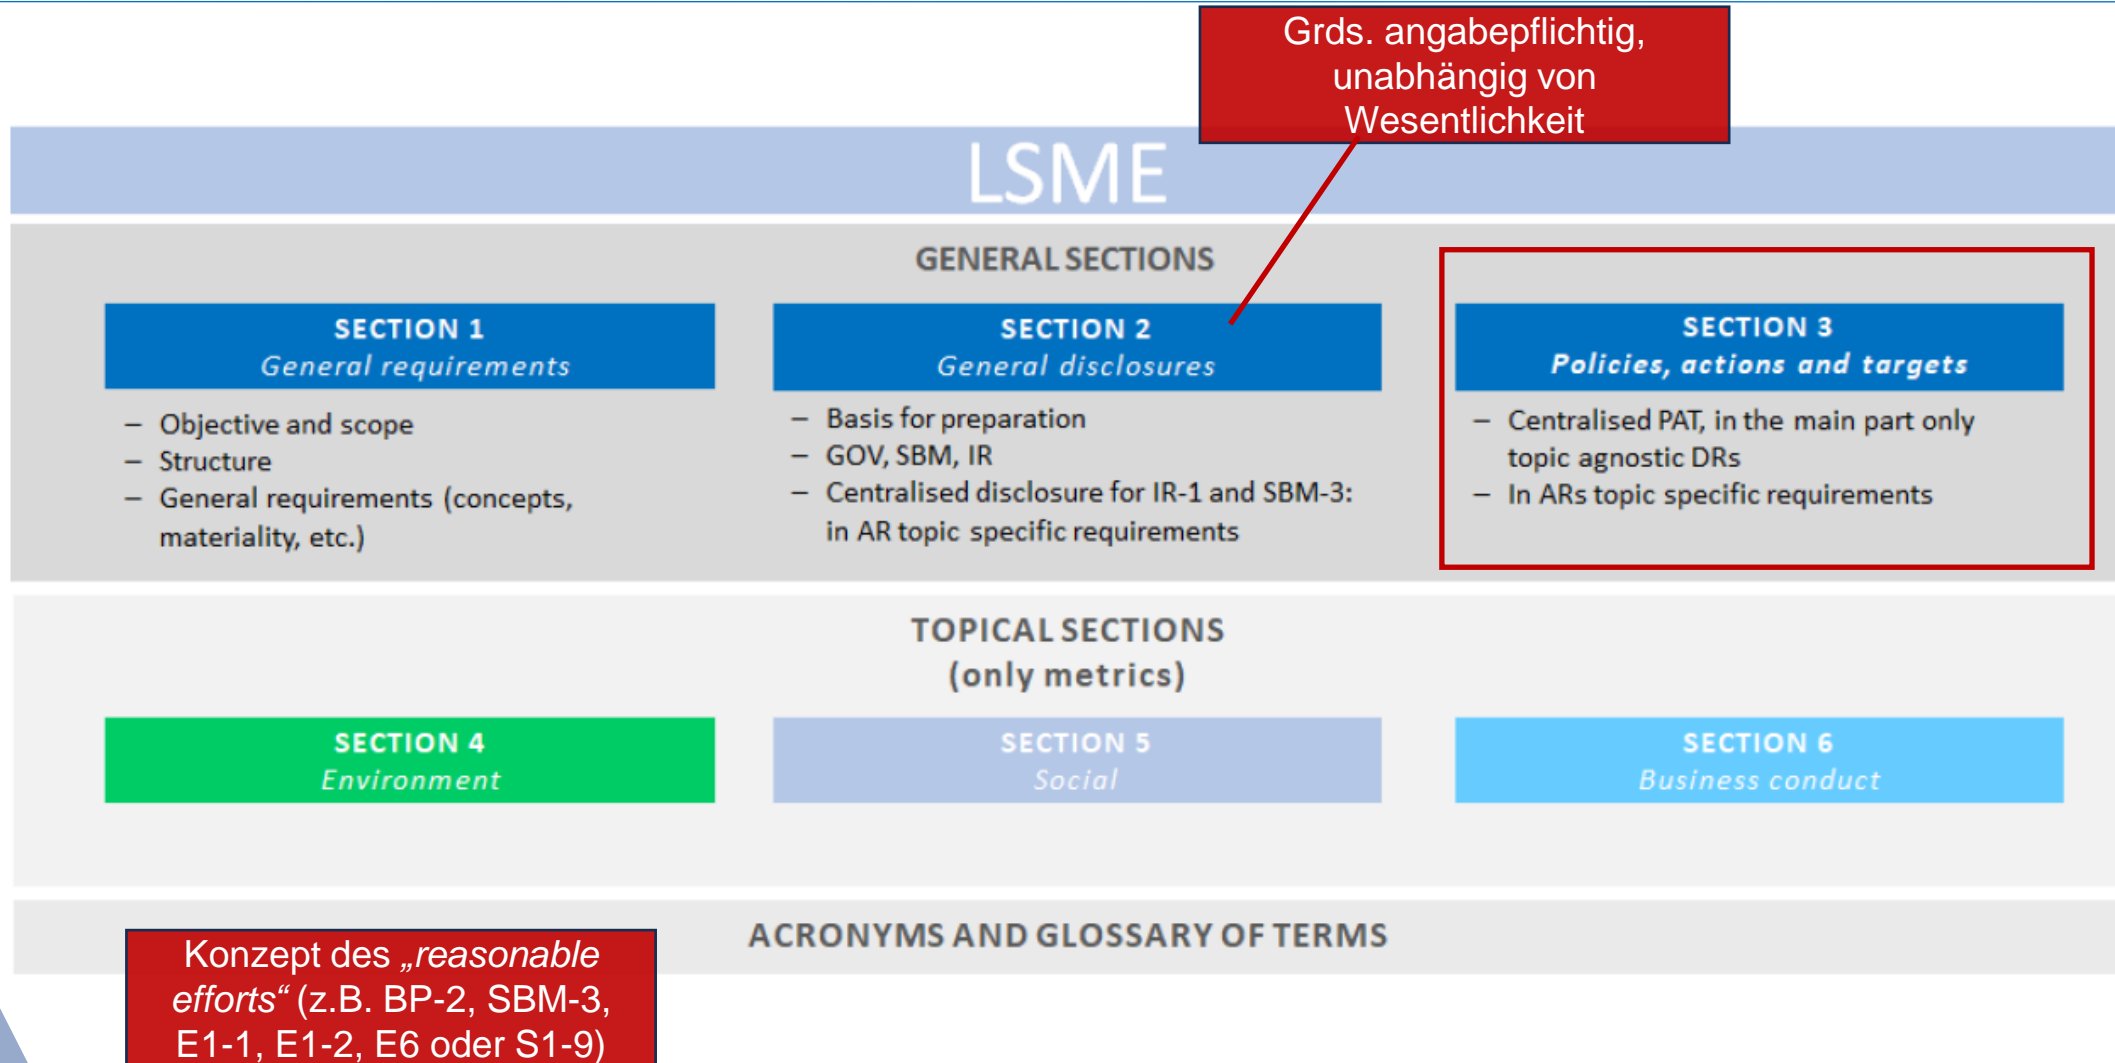 Grds. angabepflichtig,
unabhängig von
Wesentlichkeit
LSME
GENERAL SECTIONS
SECTION 1
General requirements
– Objective and scope
– Structure
– General requirements (concepts,
materiality, etc.)
SECTION 2
General disclosures
– Basis for preparation
– GOV, SBM, IR
– Centralised disclosure for IR-1 and SBM-3:
in AR topic specific requirements
SECTION 3
Policies, actions and targets
– Centralised PAT, in the main part only
topic agnostic DRs
– In ARs topic specific requirements
TOPICAL SECTIONS
(only metrics)
SECTION 4
Environment
SECTION 5
Social
SECTION 6
Business conduct
ACRONYMS AND GLOSSARY OF TERMS
Konzept des „reasonable
efforts“ (z.B. BP-2, SBM-3,
E1-1, E1-2, E6 oder S1-9)